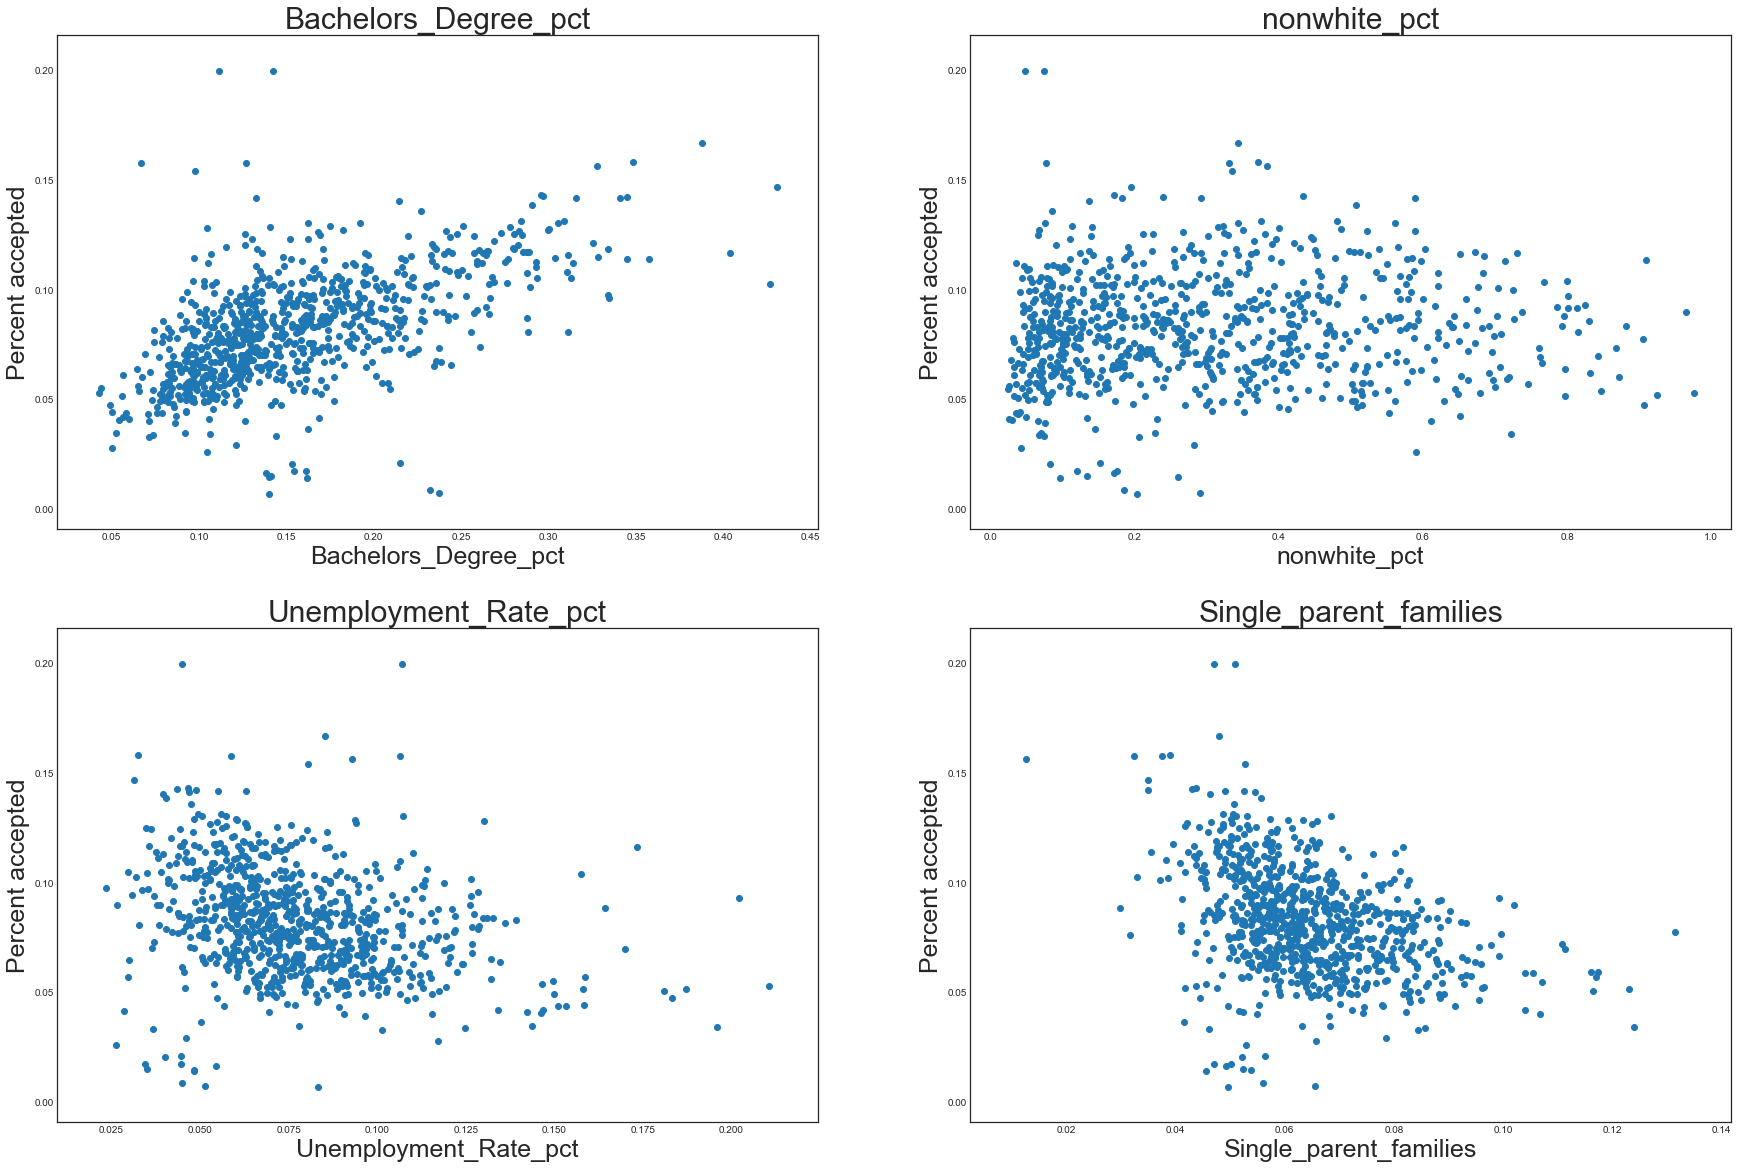 Bachelors_Degree_pct
Percent accepted
0.20
0.15
0.10
0.05
0.00
0.05 0.10 0.15 0.20 0.25 0.30 0.35 0.40 0.45
Bachelors_Degree_pct
nonwhite_pct
Percent accepted
0.20
0.15
0.10
0.05
0.00
0.0 0.2 0.4 0.6 0.8 1.0
nonwhite_pct
Unemployment_Rate_pct
Percent accepted
0.20
0.15
0.10
0.05
0.00
0.025 0.050 0.075 0.100 0.125 0.150 0.175 0.200
Unemployment_Rate_pct
Single_parent_families
Percent accepted
0.20
0.15
0.10
0.05
0.00
0.02 0.04 0.06 0.08 0.10 0.12 0.14
Single_parent_families